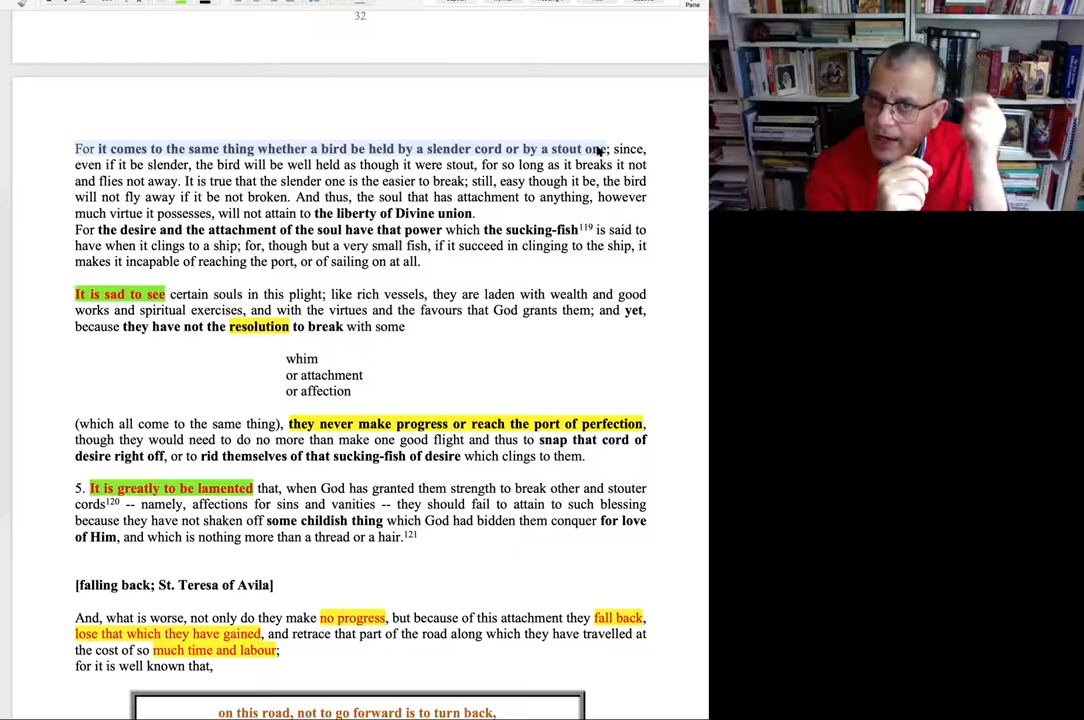 Pane
32
For it comes to the same thing whether a bird be held by a slender cord or by a stout one; since,
even if it be slender, the bird will be well held as though it were stout, for so long as it breaks it not
and flies not away. It is true that the slender one is the easier to break; still, easy though it be, the bird
will not fly away if it be not broken. And thus, the soul that has attachment to anything, however
much virtue it possesses, will not attain to the liberty of Divine union.
For the desire and the attachment of the soul have that power which the sucking-fish119 is said to
have when it clings to a ship; for, though but a very small fish, if it succeed in clinging to the ship, it
makes it incapable of reaching the port, or of sailing on at all.
It is sad to see certain souls in this plight; like rich vessels, they are laden with wealth and good
works and spiritual exercises, and with the virtues and the favours that God grants them; and yet,
because they have not the resolution to break with some
whim
or attachment
or affection
(which all come to the same thing), they never make progress or reach the port of perfection,
though they would need to do no more than make one good flight and thus to snap that cord of
desire right off, or to rid themselves of that sucking-fish of desire which clings to them.
5. It is greatly to be lamented that, when God has granted them strength to break other and stouter
cords120 -- namely, affections for sins and vanities -- they should fail to attain to such blessing
because they have not shaken off some childish thing which God had bidden them conquer for love
of Him, and which is nothing more than a thread or a hair.121
[falling back; St. Teresa of Avila]
And, what is worse, not only do they make no progress, but because of this attachment they fall back,
lose that which they have gained, and retrace that part of the road along which they have travelled at
the cost of so much time and labour;
for it is well known that,
on this road, not to go forward is to turn back,